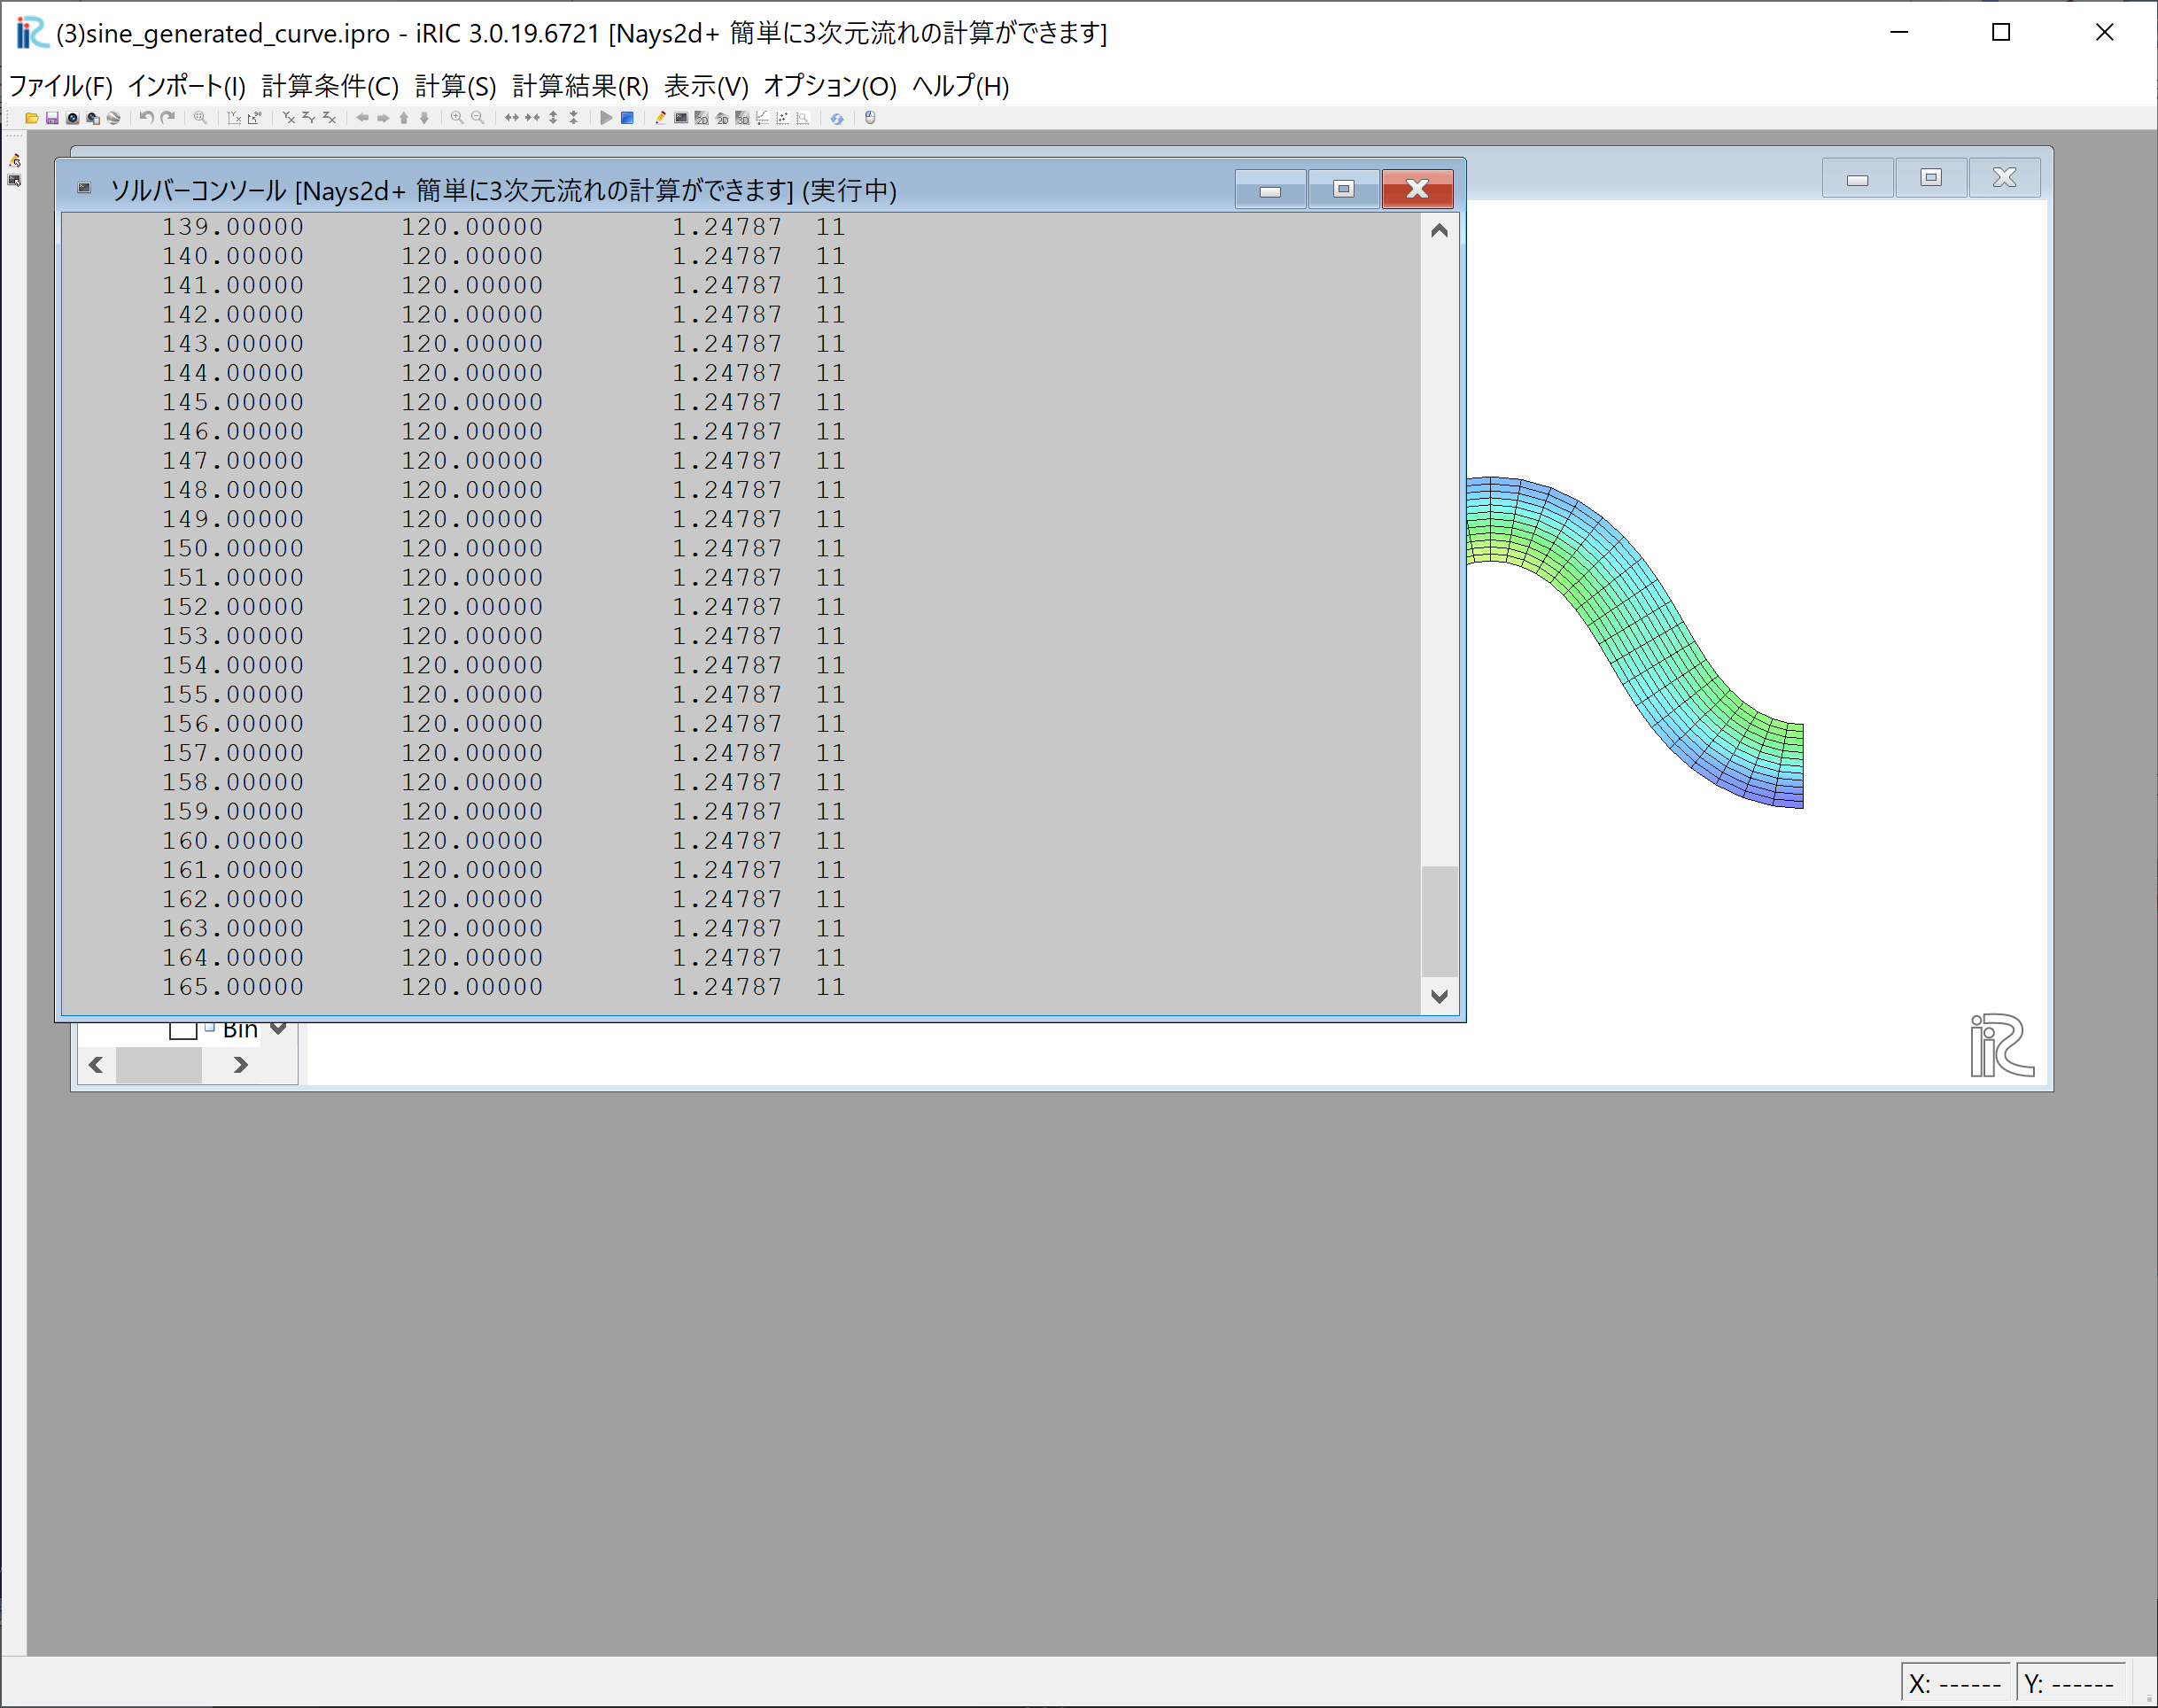 (3)sine_generated_curve.ipro - iRIC 3.0.19.6721 [Nays2d+ 簡単に3次元流れの計算ができます]
ファイル(F) インポート(I) 計算条件(C) 計算(S) 計算結果(R) 表示(V) オプション(O) ヘルプ(H)
ソルバーコンソール [Nays2d+ 簡単に3次元流れの計算ができます] (実行中)
139.00000 120.00000 1.24787 11
140.00000 120.00000 1.24787 11
141.00000 120.00000 1.24787 11
142.00000 120.00000 1.24787 11
143.00000 120.00000 1.24787 11
144.00000 120.00000 1.24787 11
145.00000 120.00000 1.24787 11
146.00000 120.00000 1.24787 11
147.00000 120.00000 1.24787 11
148.00000 120.00000 1.24787 11
149.00000 120.00000 1.24787 11
150.00000 120.00000 1.24787 11
151.00000 120.00000 1.24787 11
152.00000 120.00000 1.24787 11
153.00000 120.00000 1.24787 11
154.00000 120.00000 1.24787 11
155.00000 120.00000 1.24787 11
156.00000 120.00000 1.24787 11
157.00000 120.00000 1.24787 11
158.00000 120.00000 1.24787 11
159.00000 120.00000 1.24787 11
160.00000 120.00000 1.24787 11
161.00000 120.00000 1.24787 11
162.00000 120.00000 1.24787 11
163.00000 120.00000 1.24787 11
164.00000 120.00000 1.24787 11
165.00000 120.00000 1.24787 11
Bin
iRIC
X: ------ Y: ------